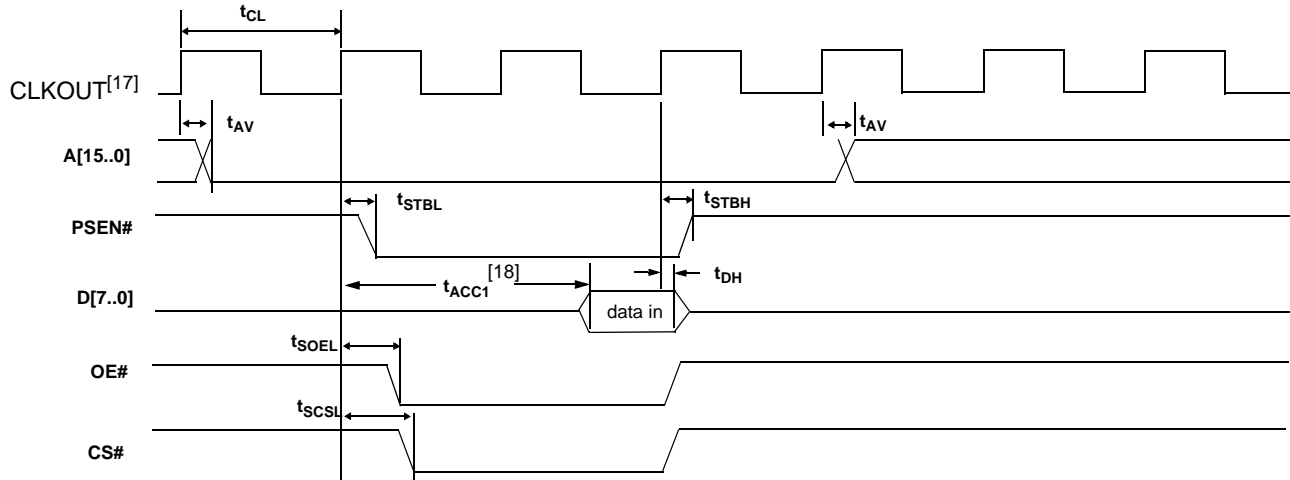 tCL
CLKOUT[17]
tAV
tAV
A[15..0]
tSTBL
tSTBH
PSEN#
[18]
tDH
tACC1
D[7..0]
data in
tSOEL
OE#
tSCSL
CS#